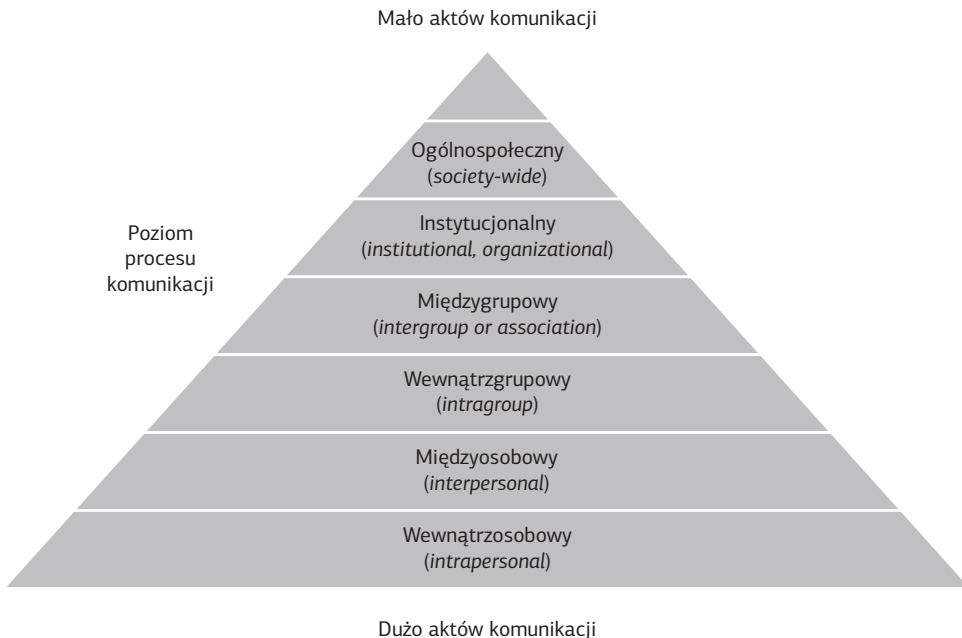 Mało aktów komunikacji
Ogólnospołeczny
(society-wide)
Instytucjonalny
(institutional, organizational)
Poziom
procesu
komunikacji
Międzygrupowy
(intergroup or association)
Wewnątrzgrupowy
(intragroup)
Międzyosobowy
(interpersonal)
Wewnątrzosobowy
(intrapersonal)
Dużo aktów komunikacji